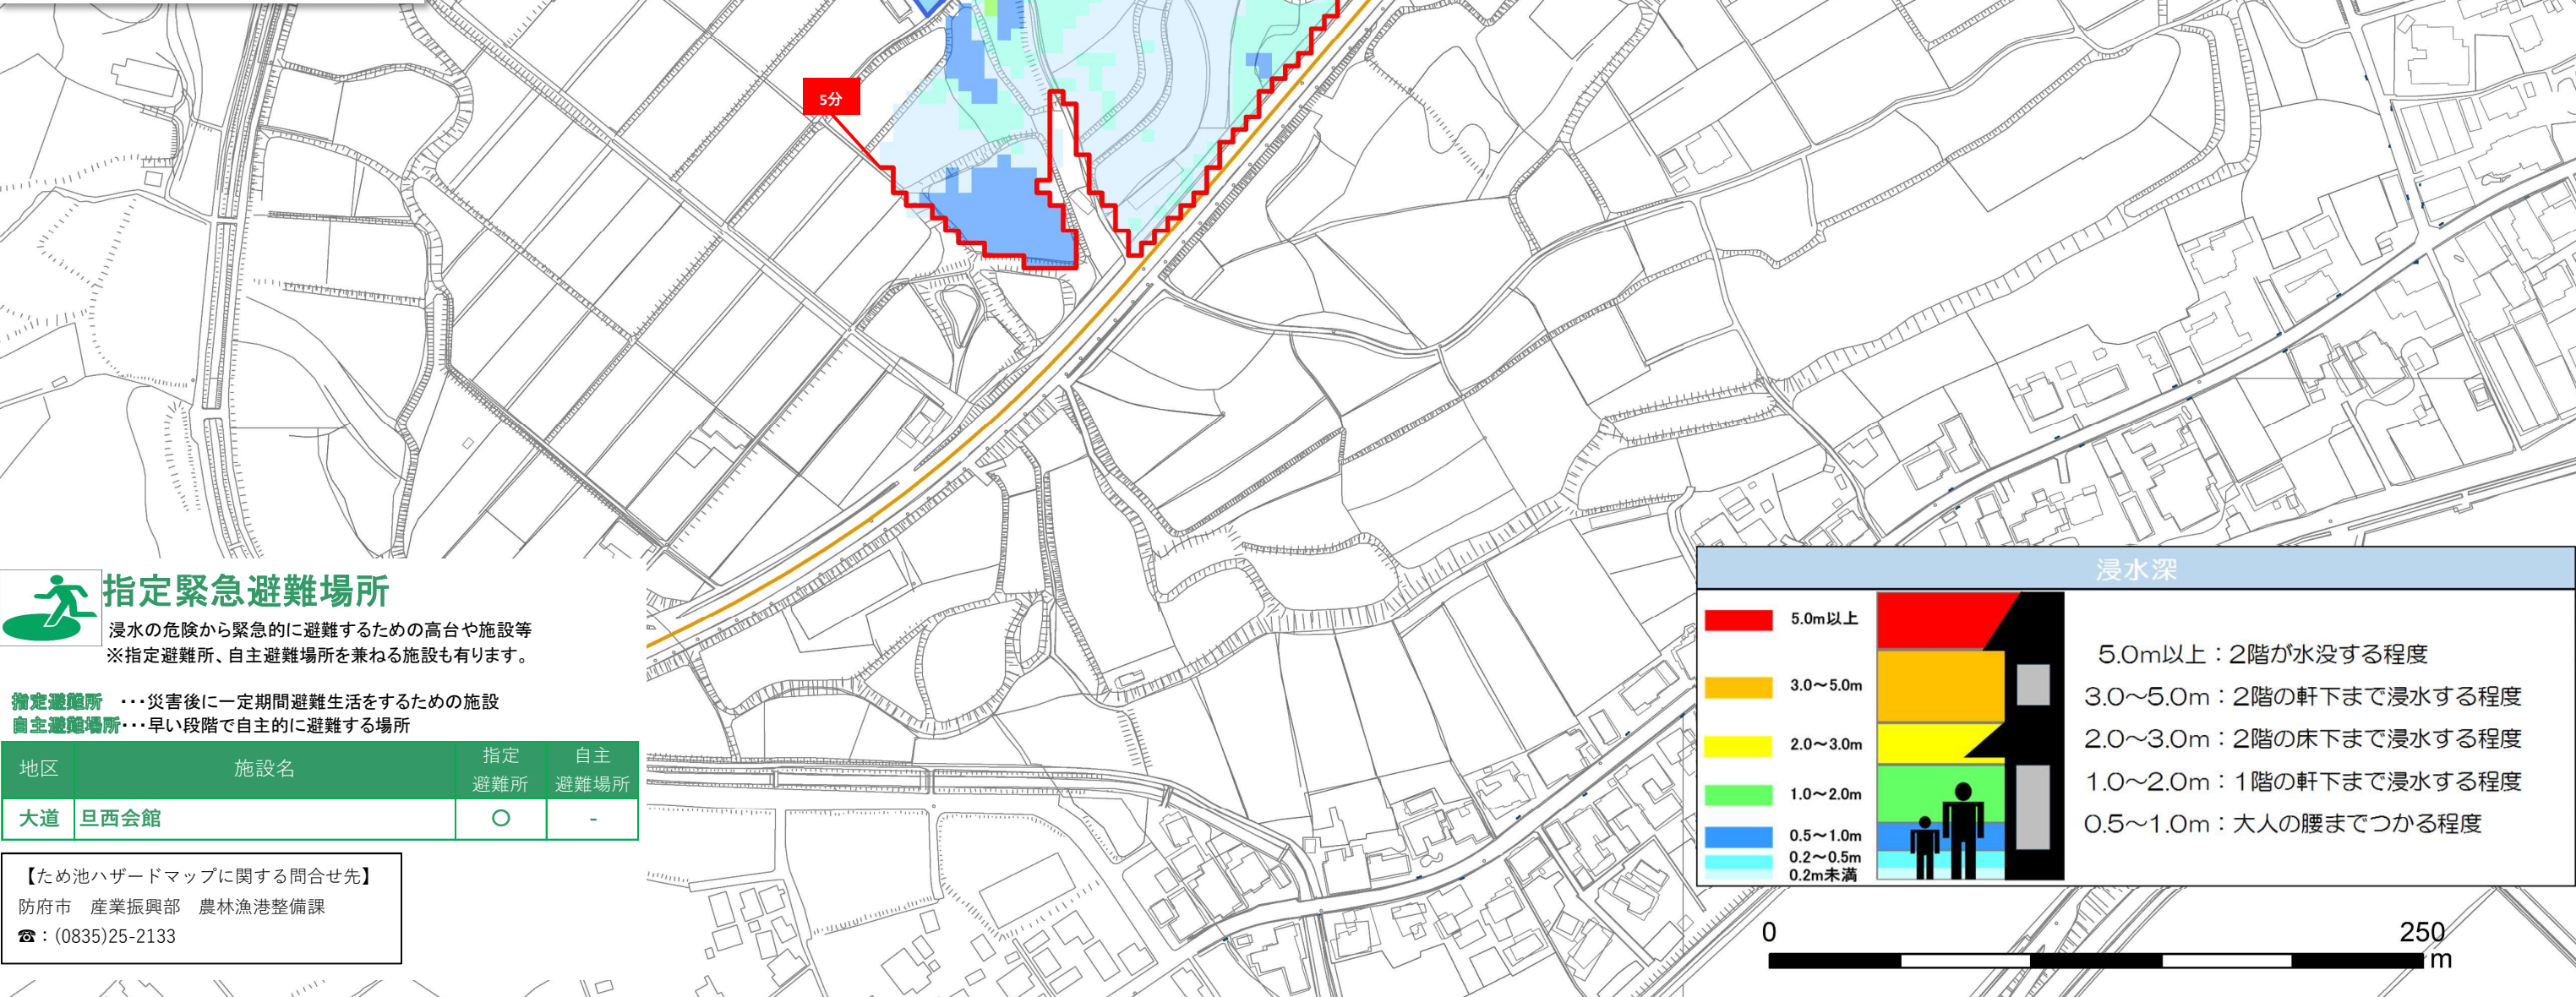 5分
指定緊急避難場所
浸水の危険から緊急的に避難するための高台や施設等
※指定避難所、自主避難場所を兼ねる施設も有ります。
指定避難所 ・・・災害後に一定期間避難生活をするための施設
自主避難場所・・・早い段階で自主的に避難する場所
地区 施設名 指定避難所 自主避難場所
大道 旦西会館 〇 -
【ため池ハザードマップに関する問合せ先】
防府市 産業振興部 農林漁港整備課
☎：(0835)25-2133
浸水深
5.0m以上
3.0～5.0m
2.0～3.0m
1.0～2.0m
0.5～1.0m
0.2～0.5m
0.2m未満
5.0m以上：2階が水没する程度
3.0～5.0m：2階の軒下まで浸水する程度
2.0～3.0m：2階の床下まで浸水する程度
1.0～2.0m：1階の軒下まで浸水する程度
0.5～1.0m：大人の腰までつかる程度
0 250
m